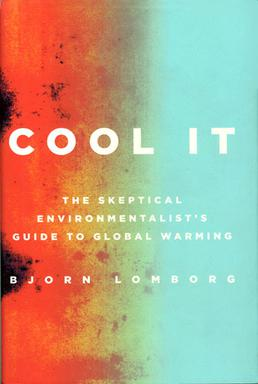 COOL IT
THE SKEPTICAL
ENVIRONMENTALIST'S
GUIDE TO GLOBAL WARMING
BJORN LOMBORG